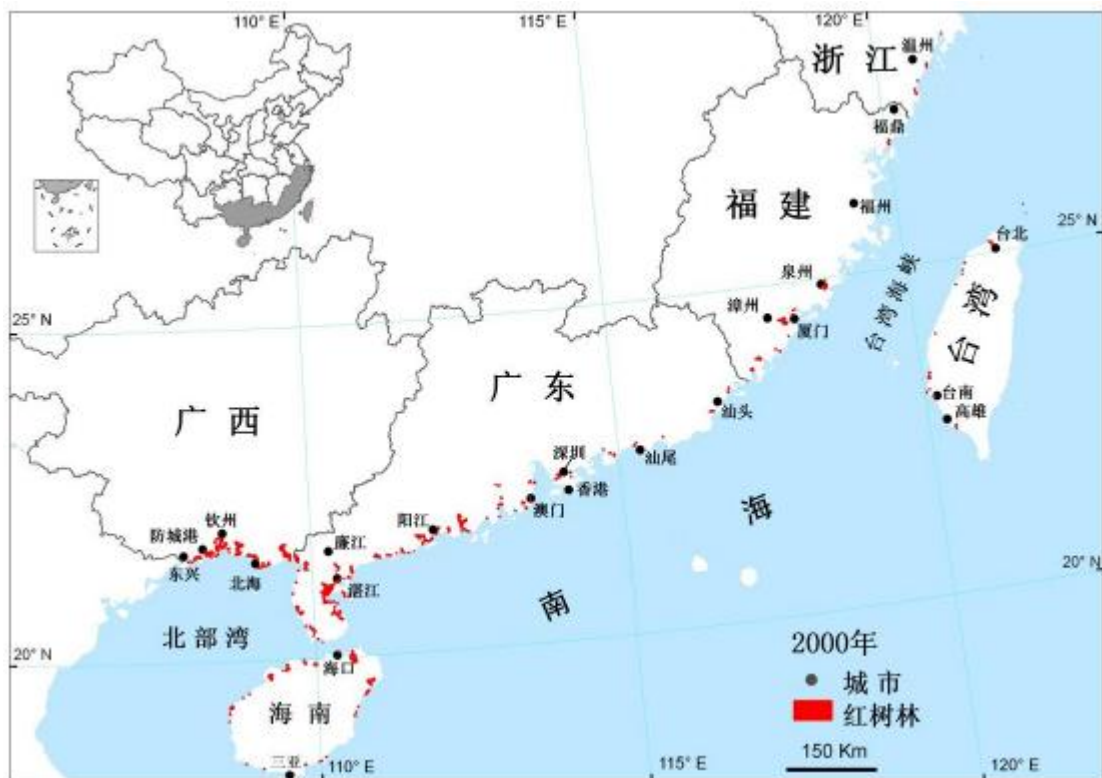 110° E
115° E
120° E
浙 江
温州
福鼎
福 建
福州
25° N
台北
泉州
台湾海峡
漳州
厦门
台 湾
25° N
广 东
台南
汕头
高雄
广 西
深圳
汕尾
香港
海
澳门
钦州
阳江
防城港
廉江
东兴
北海
湛江
20° N
南
北部湾
2000年
20° N
海口
城 市
红树林
海 南
150 Km
三亚
110° E
115° E
120° E